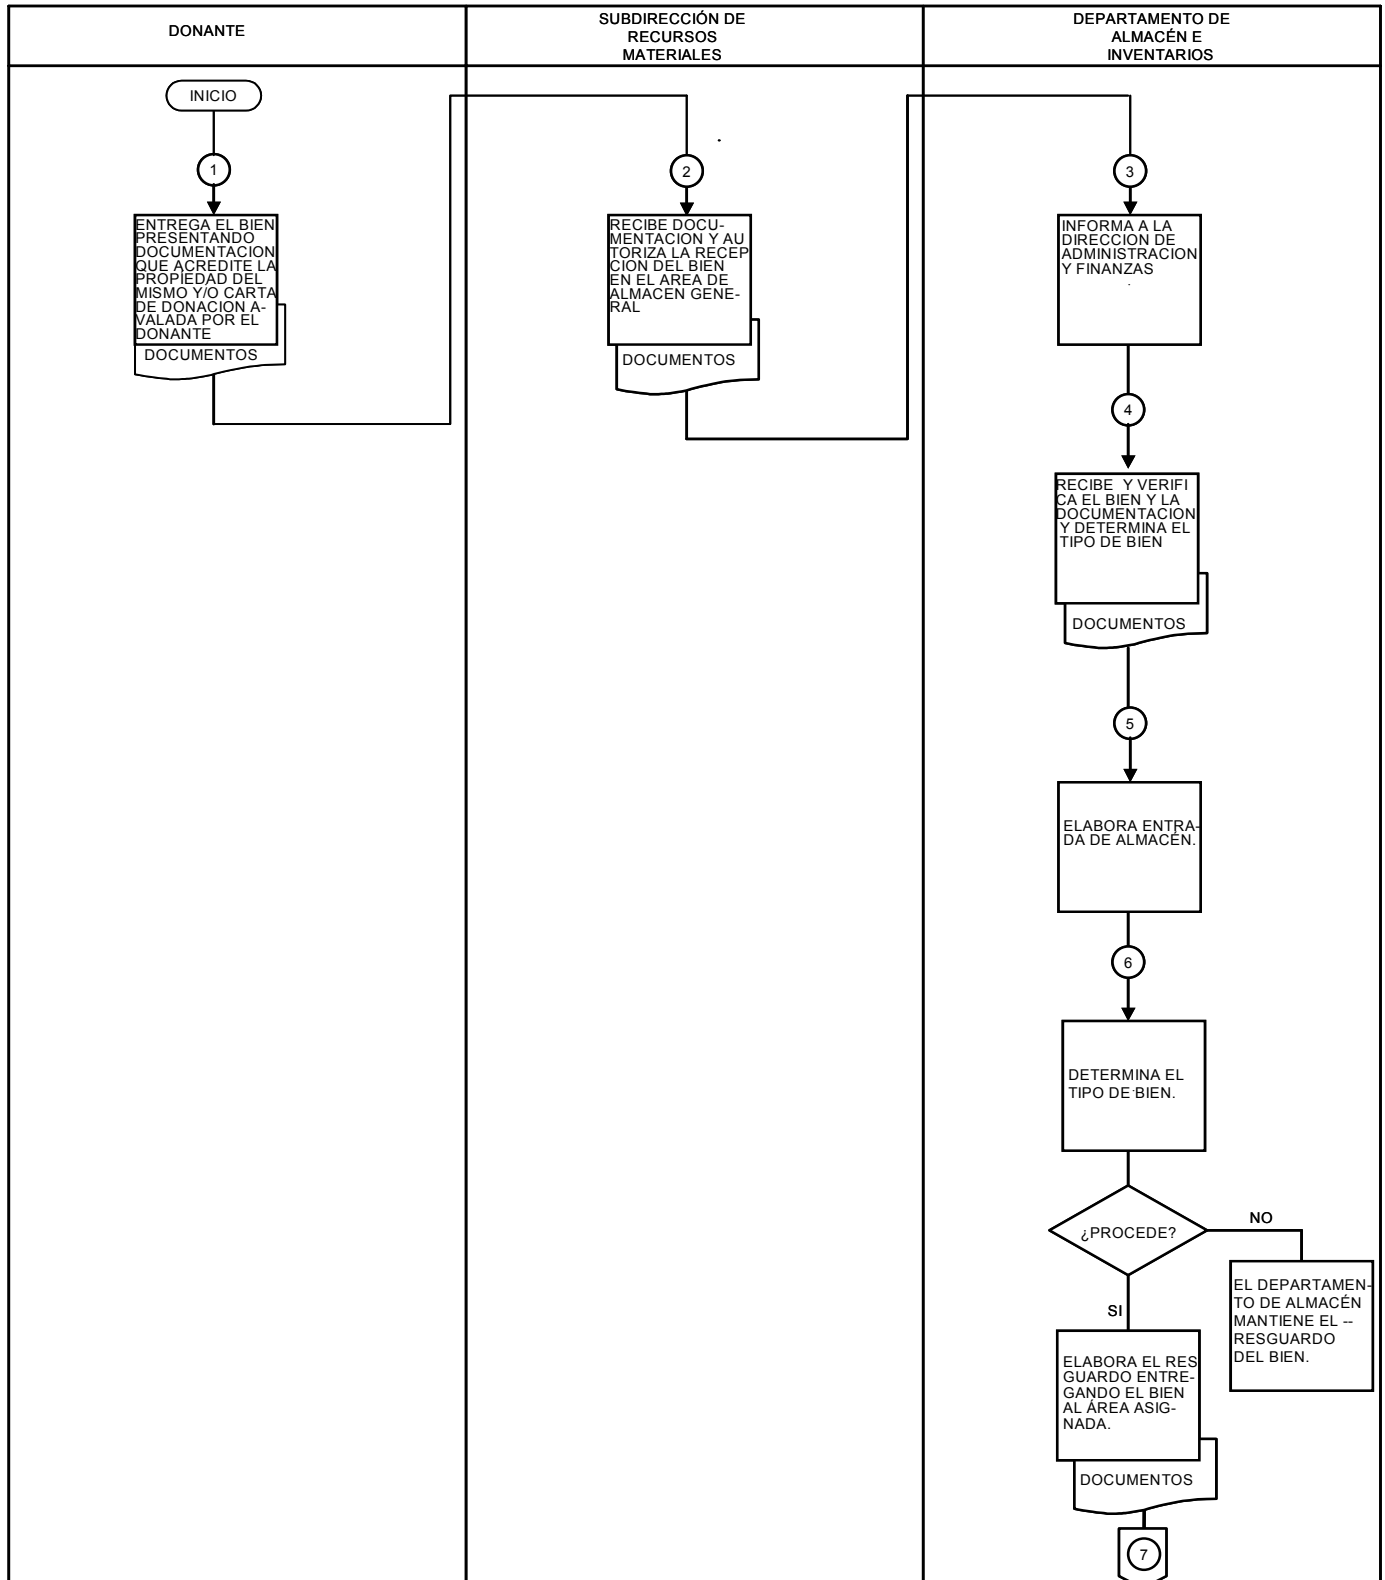 DONANTE
SUBDIRECCIÓN DE
RECURSOS
MATERIALES
DEPARTAMENTO DE
ALMACÉN E
INVENTARIOS
INICIO
1
ENTREGA EL BIEN
PRESENTANDO
DOCUMENTACION
QUE ACREDITE LA
PROPIEDAD DEL
MISMO Y/O CARTA
DE DONACION A-
VALADA POR EL
DONANTE
DOCUMENTOS
2
RECIBE DOCU-
MENTACION Y AU
TORIZA LA RECEP
CION DEL BIEN
EN EL AREA DE
ALMACEN GENE-
RAL
DOCUMENTOS
3
INFORMA A LA
DIRECCION DE
ADMINISTRACION
Y FINANZAS
4
RECIBE Y VERIFI
CA EL BIEN Y LA
DOCUMENTACION
Y DETERMINA EL
TIPO DE BIEN
DOCUMENTOS
5
ELABORA ENTRA-
DA DE ALMACÉN.
6
DETERMINA EL
TIPO DE BIEN.
¿PROCEDE?
NO
EL DEPARTAMEN-
TO DE ALMACÉN
MANTIENE EL --
RESGUARDO
DEL BIEN.
SI
ELABORA EL RES
GUARDO ENTRE-
GANDO EL BIEN
AL ÁREA ASIG-
NADA.
DOCUMENTOS
7